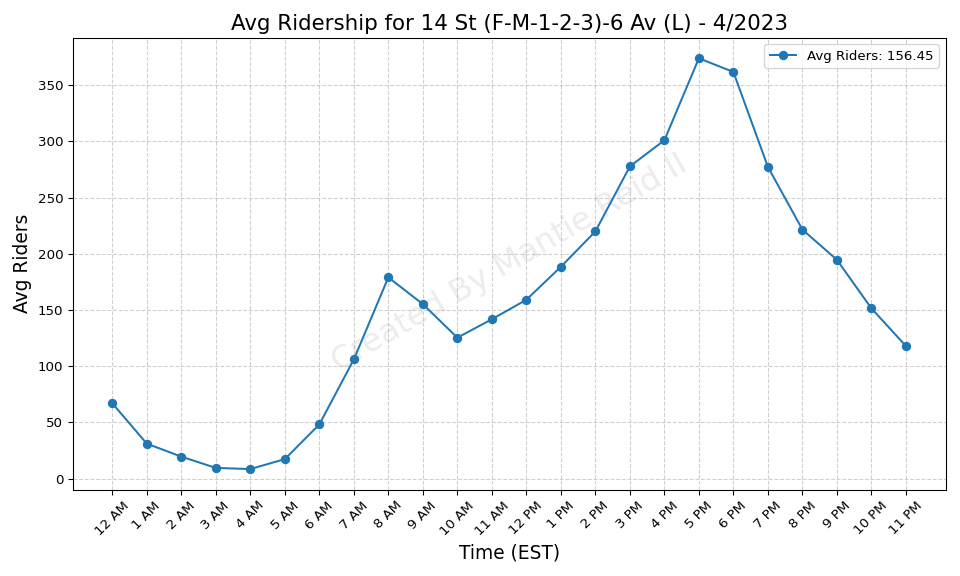 Avg Ridership for 14 St (F-M-1-2-3)-6 Av (L) - 4/2023
Avg Riders: 156.45
Avg Riders
350
300
250
200
150
100
50
0
Created By Mantie Reid II
12 AM
1 AM
2 AM
3 AM
4 AM
5 AM
6 AM
7 AM
8 AM
9 AM
10 AM
11 AM
12 PM
1 PM
2 PM
3 PM
4 PM
5 PM
6 PM
7 PM
8 PM
9 PM
10 PM
11 PM
Time (EST)